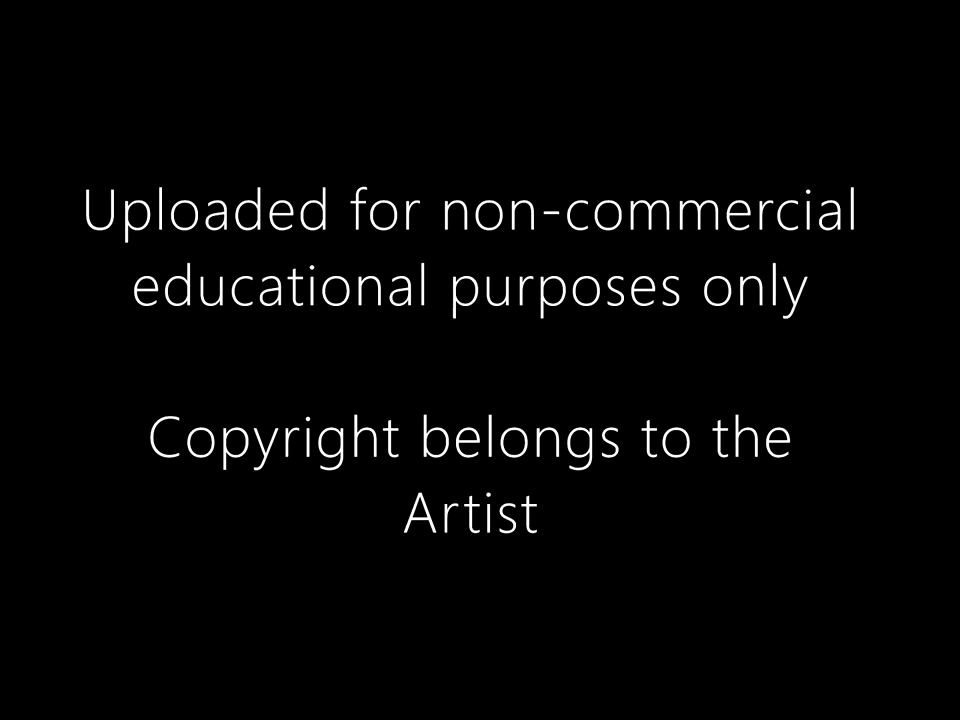 Uploaded for non-commercial
educational purposes only
Copyright belongs to the
Artist